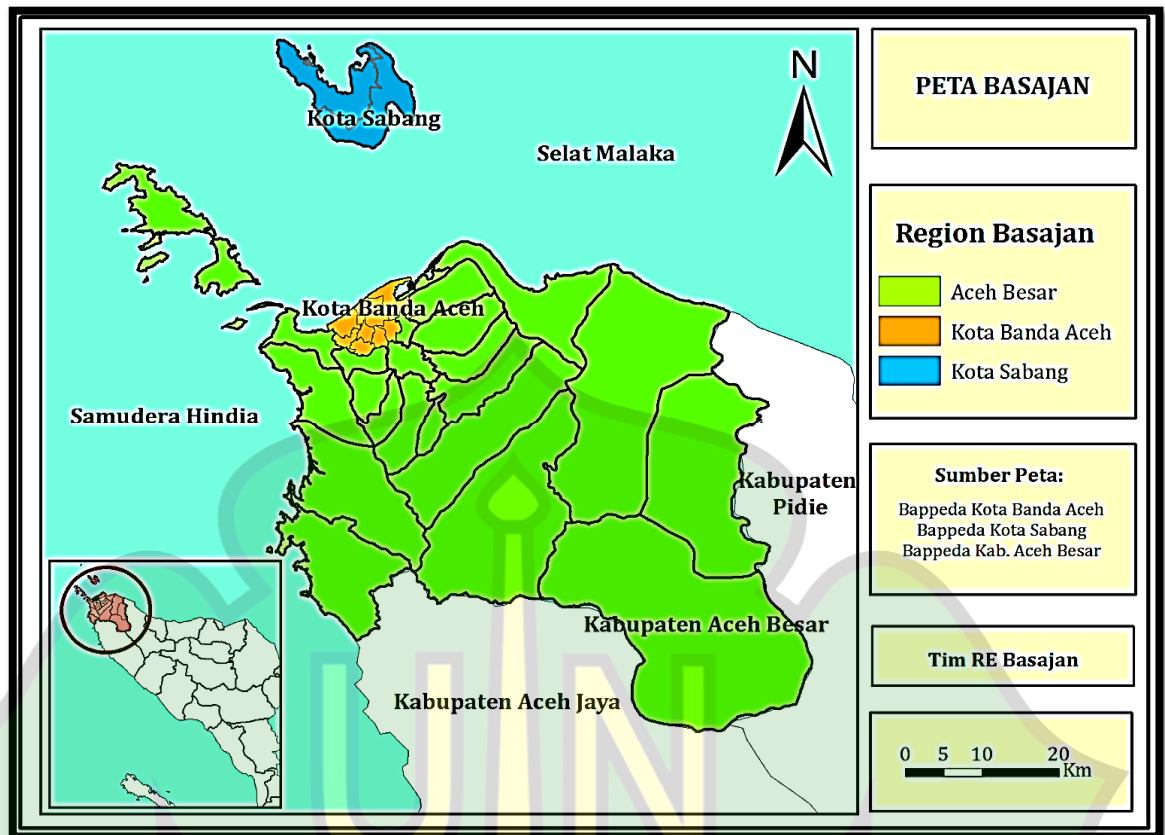 PETA BASAJAN
N
Kota Sabang
Selat Malaka
Kota Banda Aceh
Samudera Hindia
Kabupaten
Pidie
Kabupaten Aceh Besar
Kabupaten Aceh Jaya
Region Basajan
Aceh Besar
Kota Banda Aceh
Kota Sabang
Sumber Peta:
Bappeda Kota Banda Aceh
Bappeda Kota Sabang
Bappeda Kab. Aceh Besar
Tim RE Basajan
0 5 10 20
Km
UIN